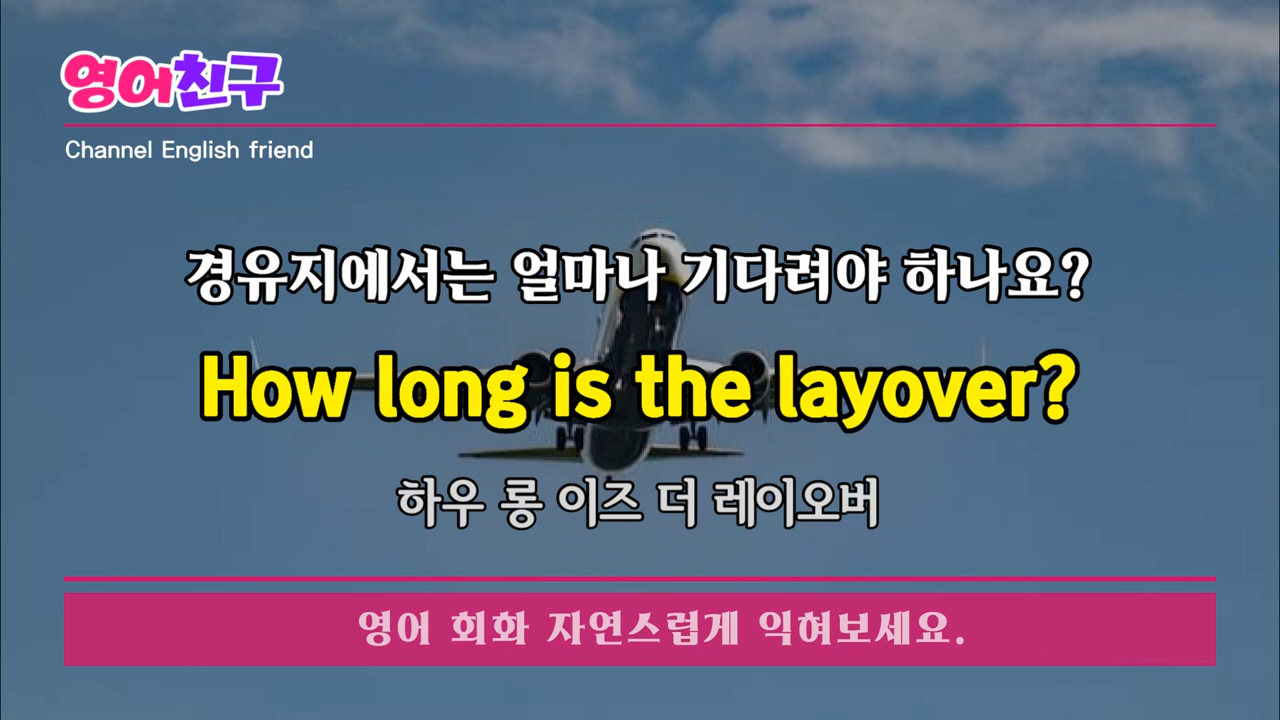 영어친구
Channel English friend
경유지에서는 얼마나 기다려야 하나요?
How long is the layover?
하우 롱 이즈 더 레이오버
영어 회화 자연스럽게 익혀보세요.